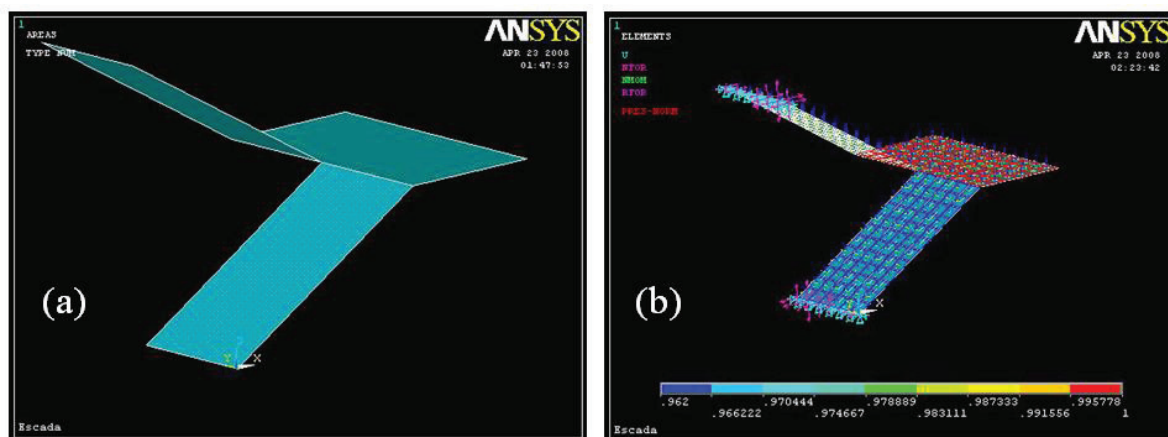 1
AREAS
TYPE NUM
ANSYS
APR 23 2008
01:47:53
(a)
Y X
Escada
1
ELEMENTS
U
NFOR
NMOM
RFOR
PRES-NORM
ANSYS
APR 23 2008
02:23:42
(b)
X
.962 .970444 .978889 .987333 .995778
.966222 .974667 .983111 .991556 1
Escada